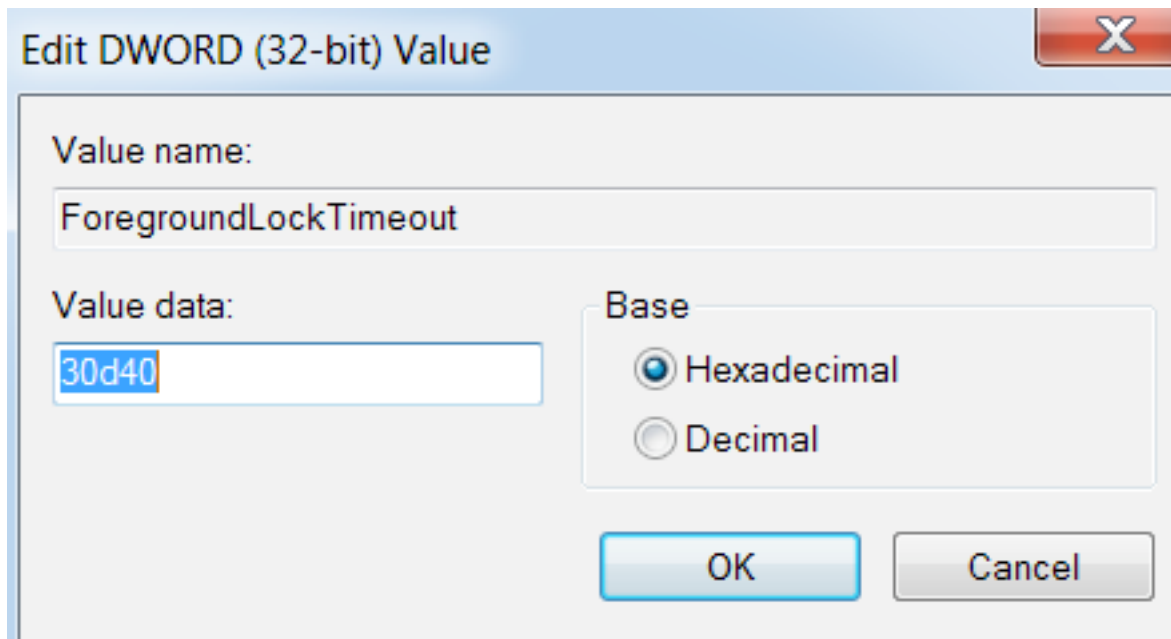 Edit DWORD (32-bit) Value
Value name:
ForegroundLockTimeout
Value data:
30d40
Base
Hexadecimal
Decimal
OK
Cancel